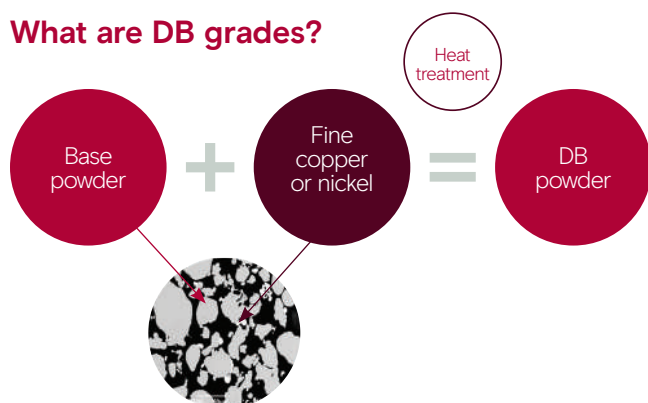 What are DB grades?
Heat
treatment
Base
powder
+
Fine
copper
or nickel
=
DB
powder